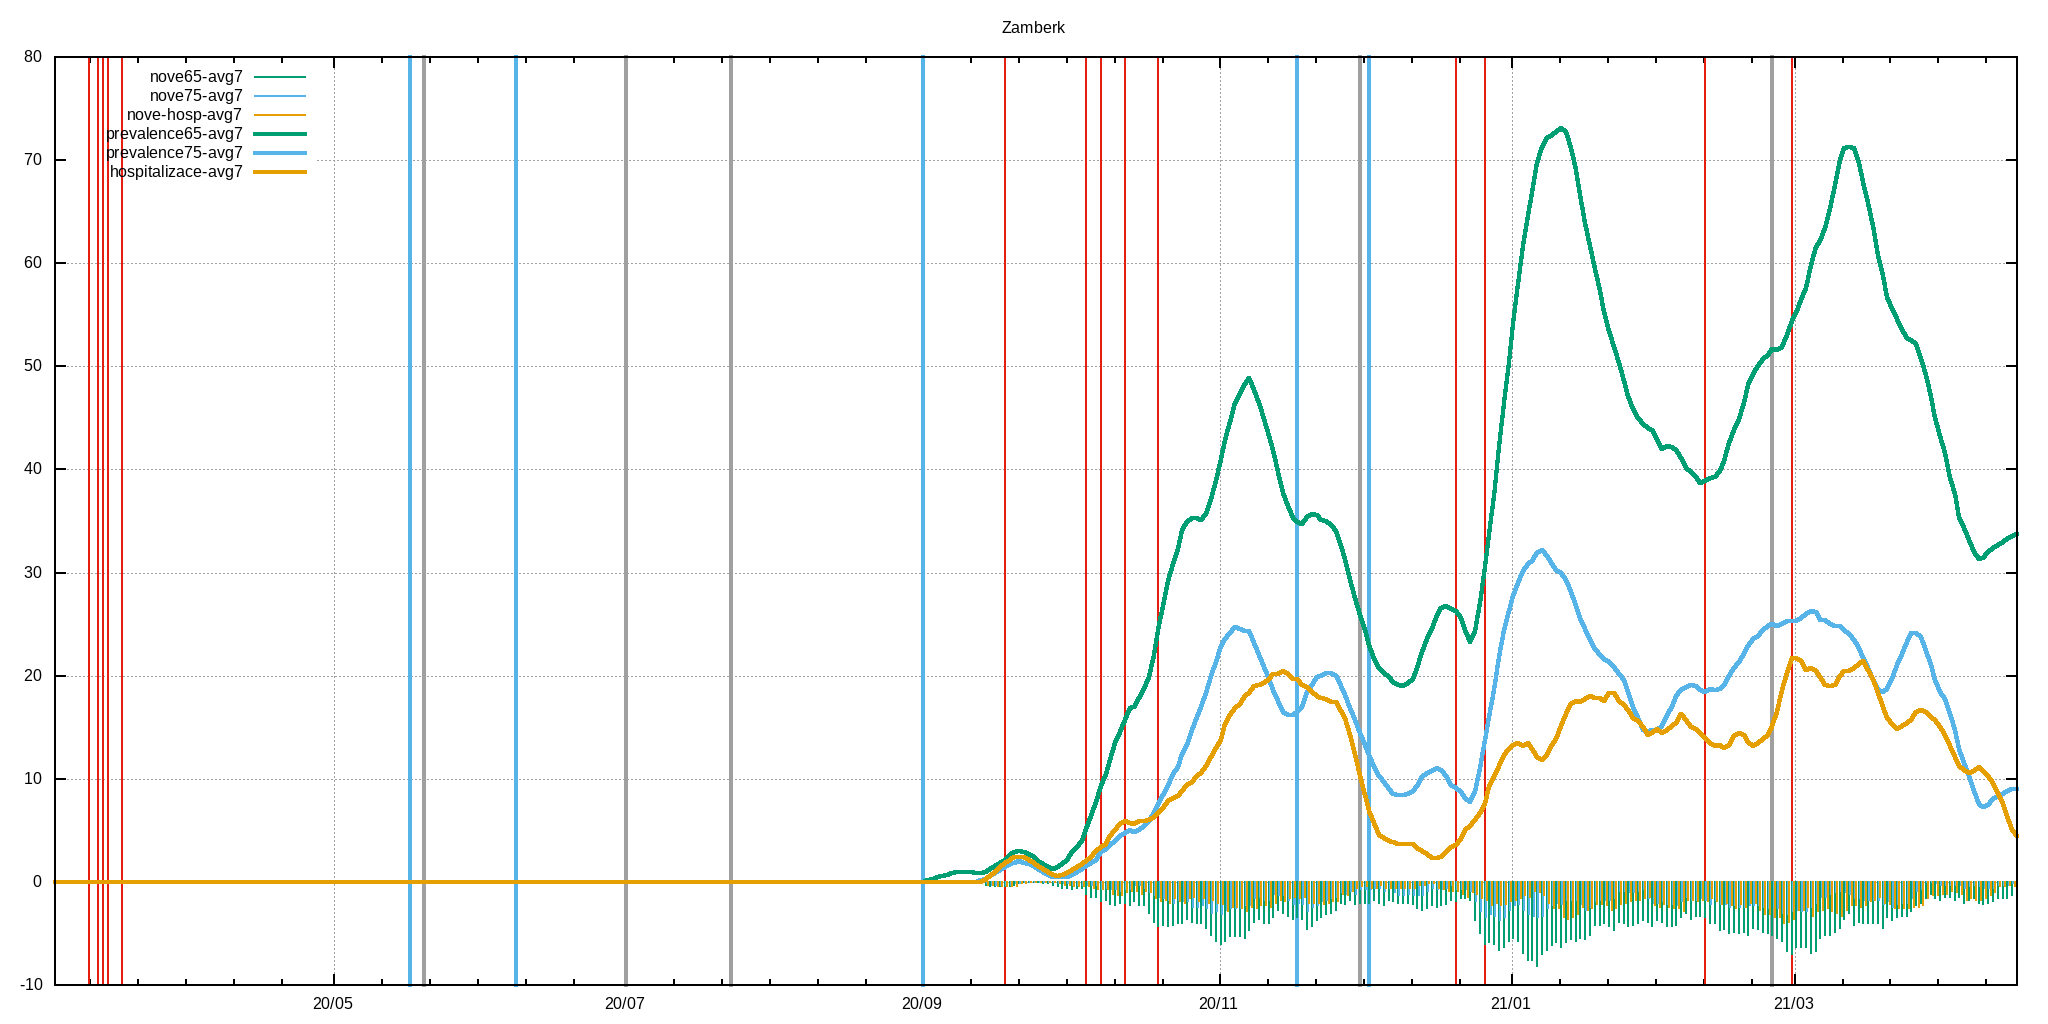 Zamberk
80
70
60
50
40
30
20
10
0
-10
nove65-avg7
nove75-avg7
nove-hosp-avg7
prevalence65-avg7
prevalence75-avg7
hospitalizace-avg7
20/05 20/07 20/09 20/11 21/01 21/03